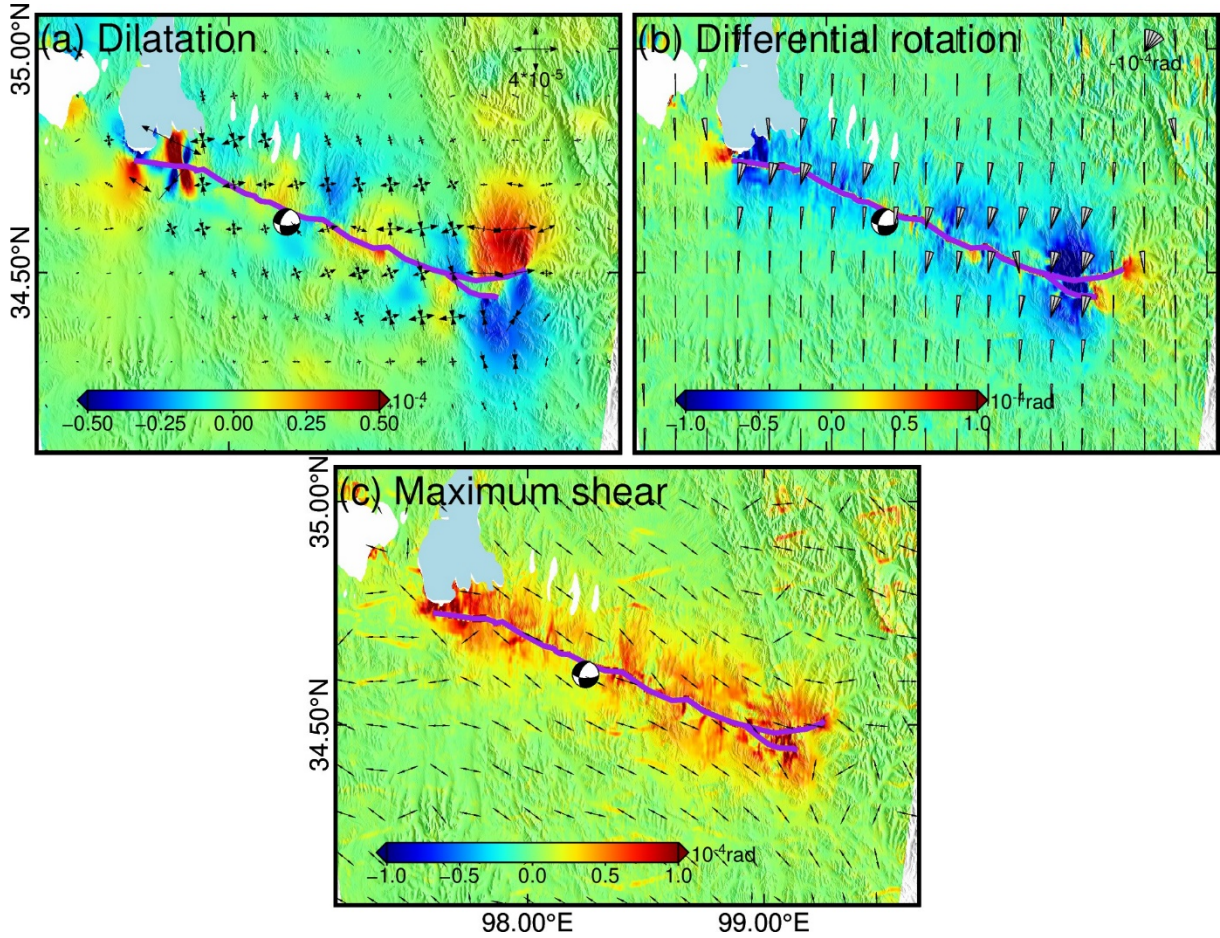 (a) Dilatation
4*10-5
35.00°N
34.50°N
10-4
−0.50 −0.25 0.00 0.25 0.50
(b) Differential rotation
-10-4rad
10-4rad
−1.0 −0.5 0.0 0.5 1.0
(c) Maximum shear
35.00°N
34.50°N
10-4rad
−1.0 −0.5 0.0 0.5 1.0
98.00°E 99.00°E